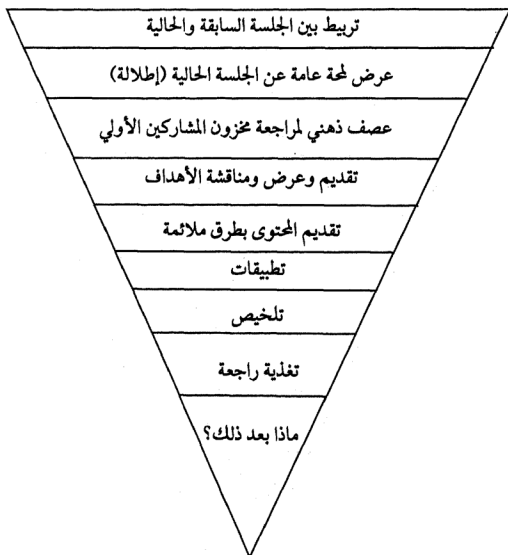 تربيط بين الجلسة السابقة والحالية
عرض لمحة عامة عن الجلسة الحالية (إطلالة)
عصف ذهني لمراجعة مخزون المشاركين الأولي
تقديم وعرض ومناقشة الأهداف
تقديم المحتوى بطرق ملائمة
تطبيقات
تلخيص
تغذية راجعة
ماذا بعد ذلك؟